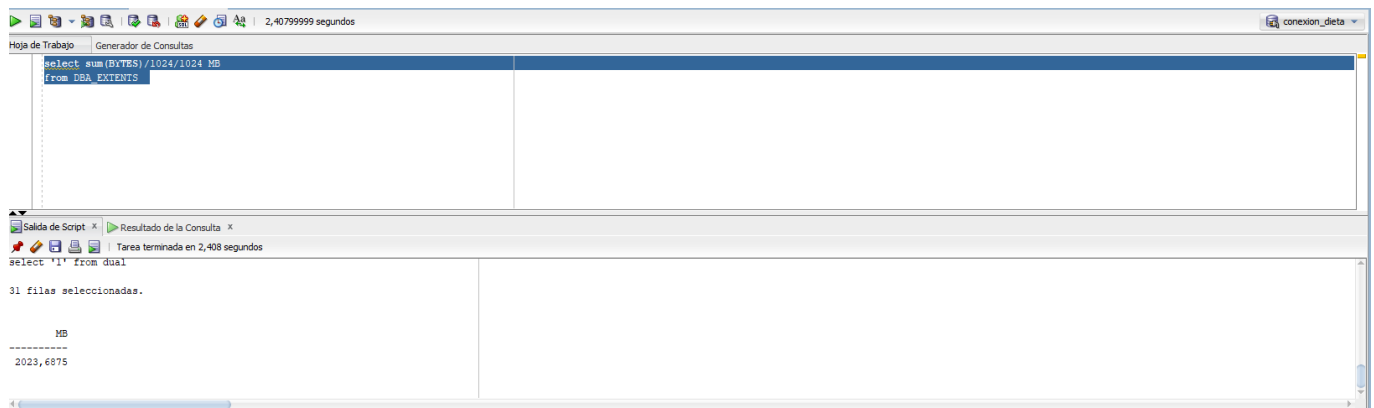 2,40799999 segundos
conexion_dieta
Hoja de Trabajo Generador de Consultas
select sum(BYTES)/1024/1024 MB
from DBA_EXTENTS
Salida de Script x Resultado de la Consulta x
Tarea terminada en 2,408 segundos
select '1' from dual
31 filas seleccionadas.
MB
----------
2023,6875